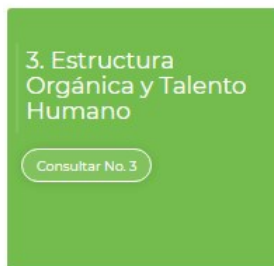 3. Estructura
Orgánica y Talento
Humano
Consultar No. 3